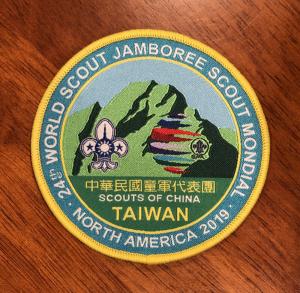 24th WORLD SCOUT JAMBOREE SCOUT MONDIAL
中華民國童軍代表團
SCOUTS OF CHINA
TAIWAN
· NORTH AMERICA 2019 ·